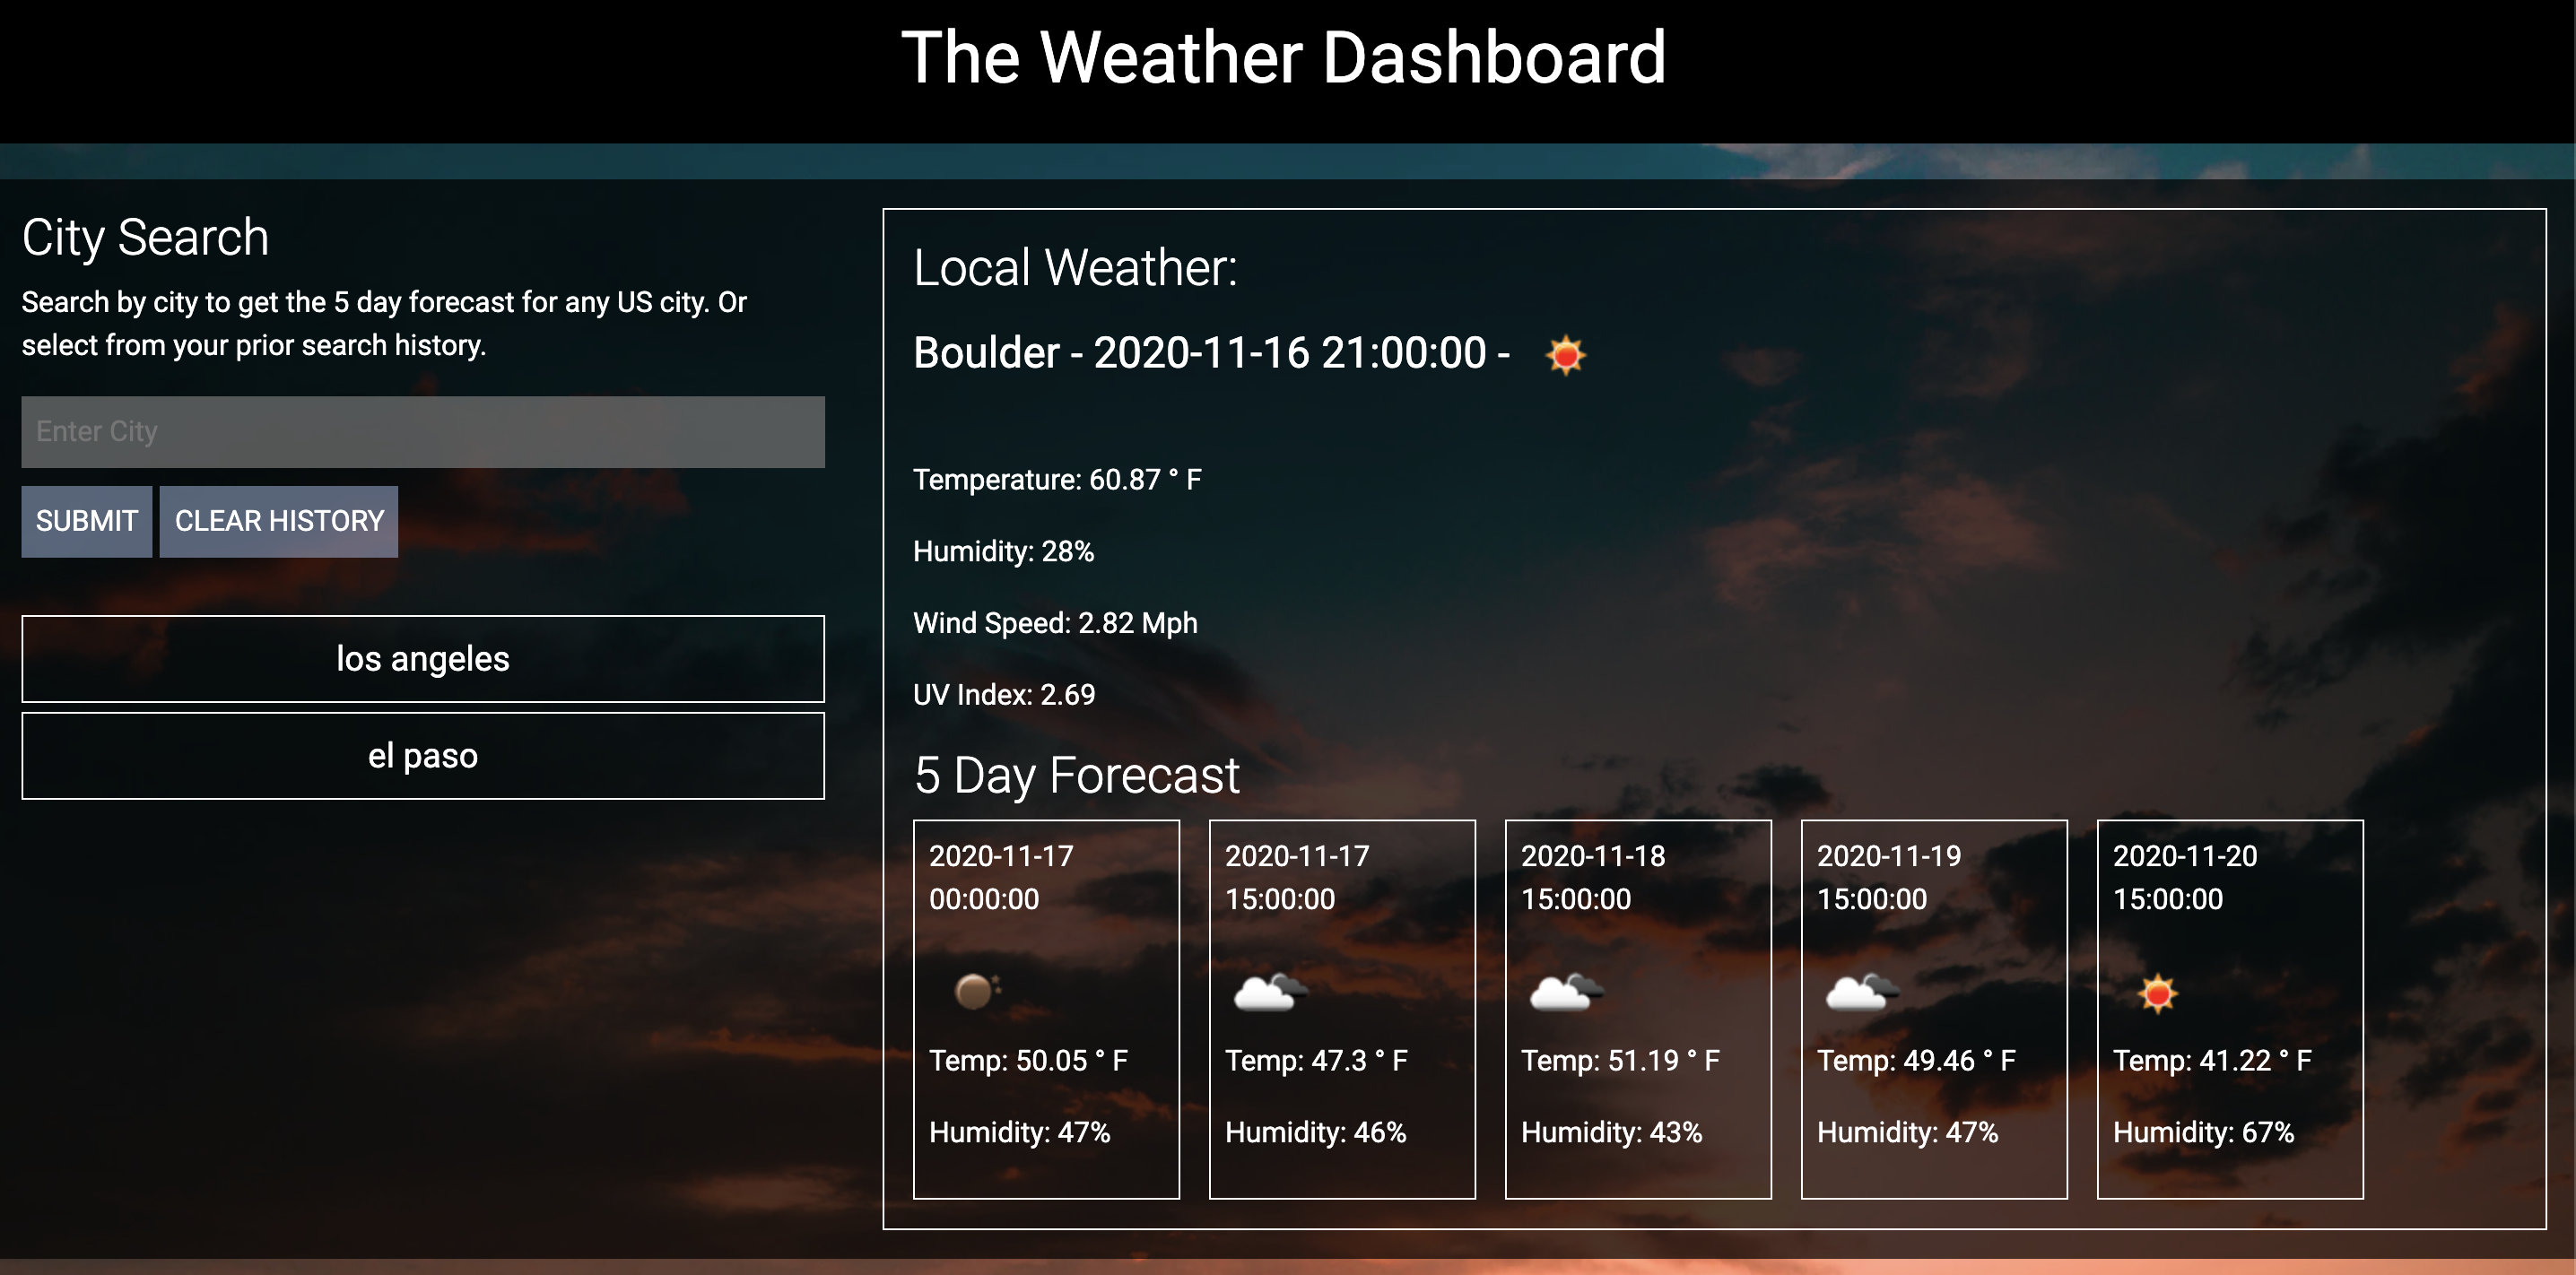 The Weather Dashboard
City Search
Search by city to get the 5 day forecast for any US city. Or
select from your prior search history.
Enter City
SUBMIT CLEAR HISTORY
los angeles
el paso
Local Weather:
Boulder - 2020-11-16 21:00:00 -
Temperature: 60.87 ° F
Humidity: 28%
Wind Speed: 2.82 Mph
UV Index: 2.69
5 Day Forecast
2020-11-17
00:00:00
Temp: 50.05 ° F
Humidity: 47%
2020-11-17
15:00:00
Temp: 47.3 ° F
Humidity: 46%
2020-11-18
15:00:00
Temp: 51.19 ° F
Humidity: 43%
2020-11-19
15:00:00
Temp: 49.46 ° F
Humidity: 47%
2020-11-20
15:00:00
Temp: 41.22 ° F
Humidity: 67%